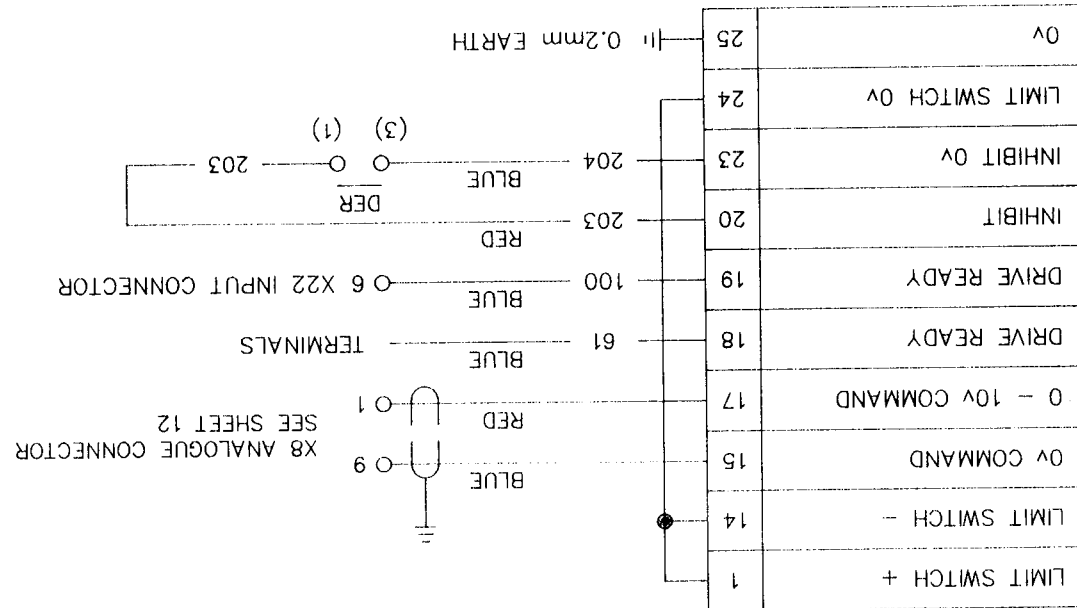 LIMIT SWITCH + 1
LIMIT SWITCH - 14
0v COMMAND 15 BLUE 9
X8 ANALOGUE CONNECTOR
SEE SHEET 12
0 - 10v COMMAND 17 RED 1
DRIVE READY 18 61 BLUE TERMINALS
DRIVE READY 19 100 BLUE 6 X22 INPUT CONNECTOR
INHIBIT 20 203 RED
DER
INHIBIT 0v 23 204 BLUE 203
(3) (1)
LIMIT SWITCH 0v 24
0v 25 0.2mm EARTH